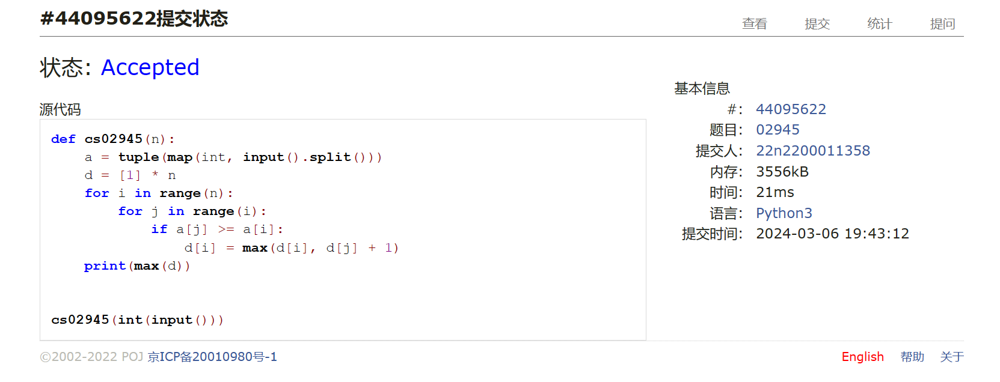 #44095622提交状态
查看 提交 统计 提问
状态: Accepted
源代码
def cs02945(n):
    a = tuple(map(int, input().split()))
    d = [1] * n
    for i in range(n):
        for j in range(i):
            if a[j] >= a[i]:
                d[i] = max(d[i], d[j] + 1)
    print(max(d))
cs02945(int(input()))
基本信息
#: 44095622
题目: 02945
提交人: 22n2200011358
内存: 3556kB
时间: 21ms
语言: Python3
提交时间: 2024-03-06 19:43:12
©2002-2022 POJ 京ICP备20010980号-1
English 帮助 关于